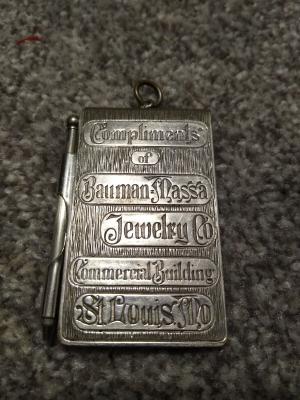 Compliments
of
Bauman-Massa
Jewelry Co
Commercial Building
St Louis, Mo